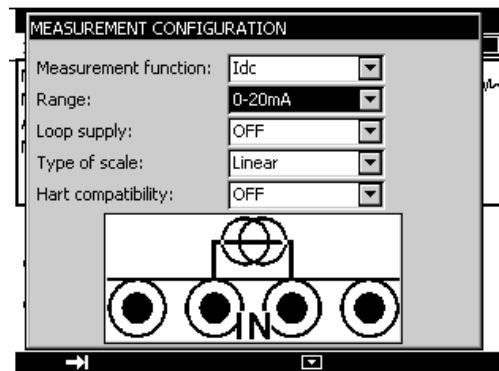 MEASUREMENT CONFIGURATION
Measurement function: Idc
Range: 0-20mA
Loop supply: OFF
Type of scale: Linear
Hart compatibility: OFF
IN